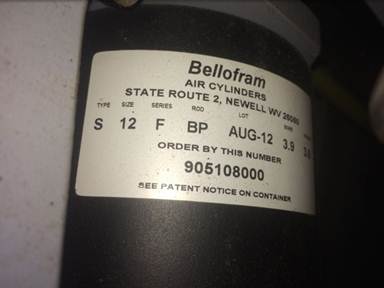 Bellofram
AIR CYLINDERS
STATE ROUTE 2, NEWELL WV 26050
TYPE SIZE SERIES ROD LOT
S 12 F BP AUG-12 3.9
ORDER BY THIS NUMBER
905108000
SEE PATENT NOTICE ON CONTAINER